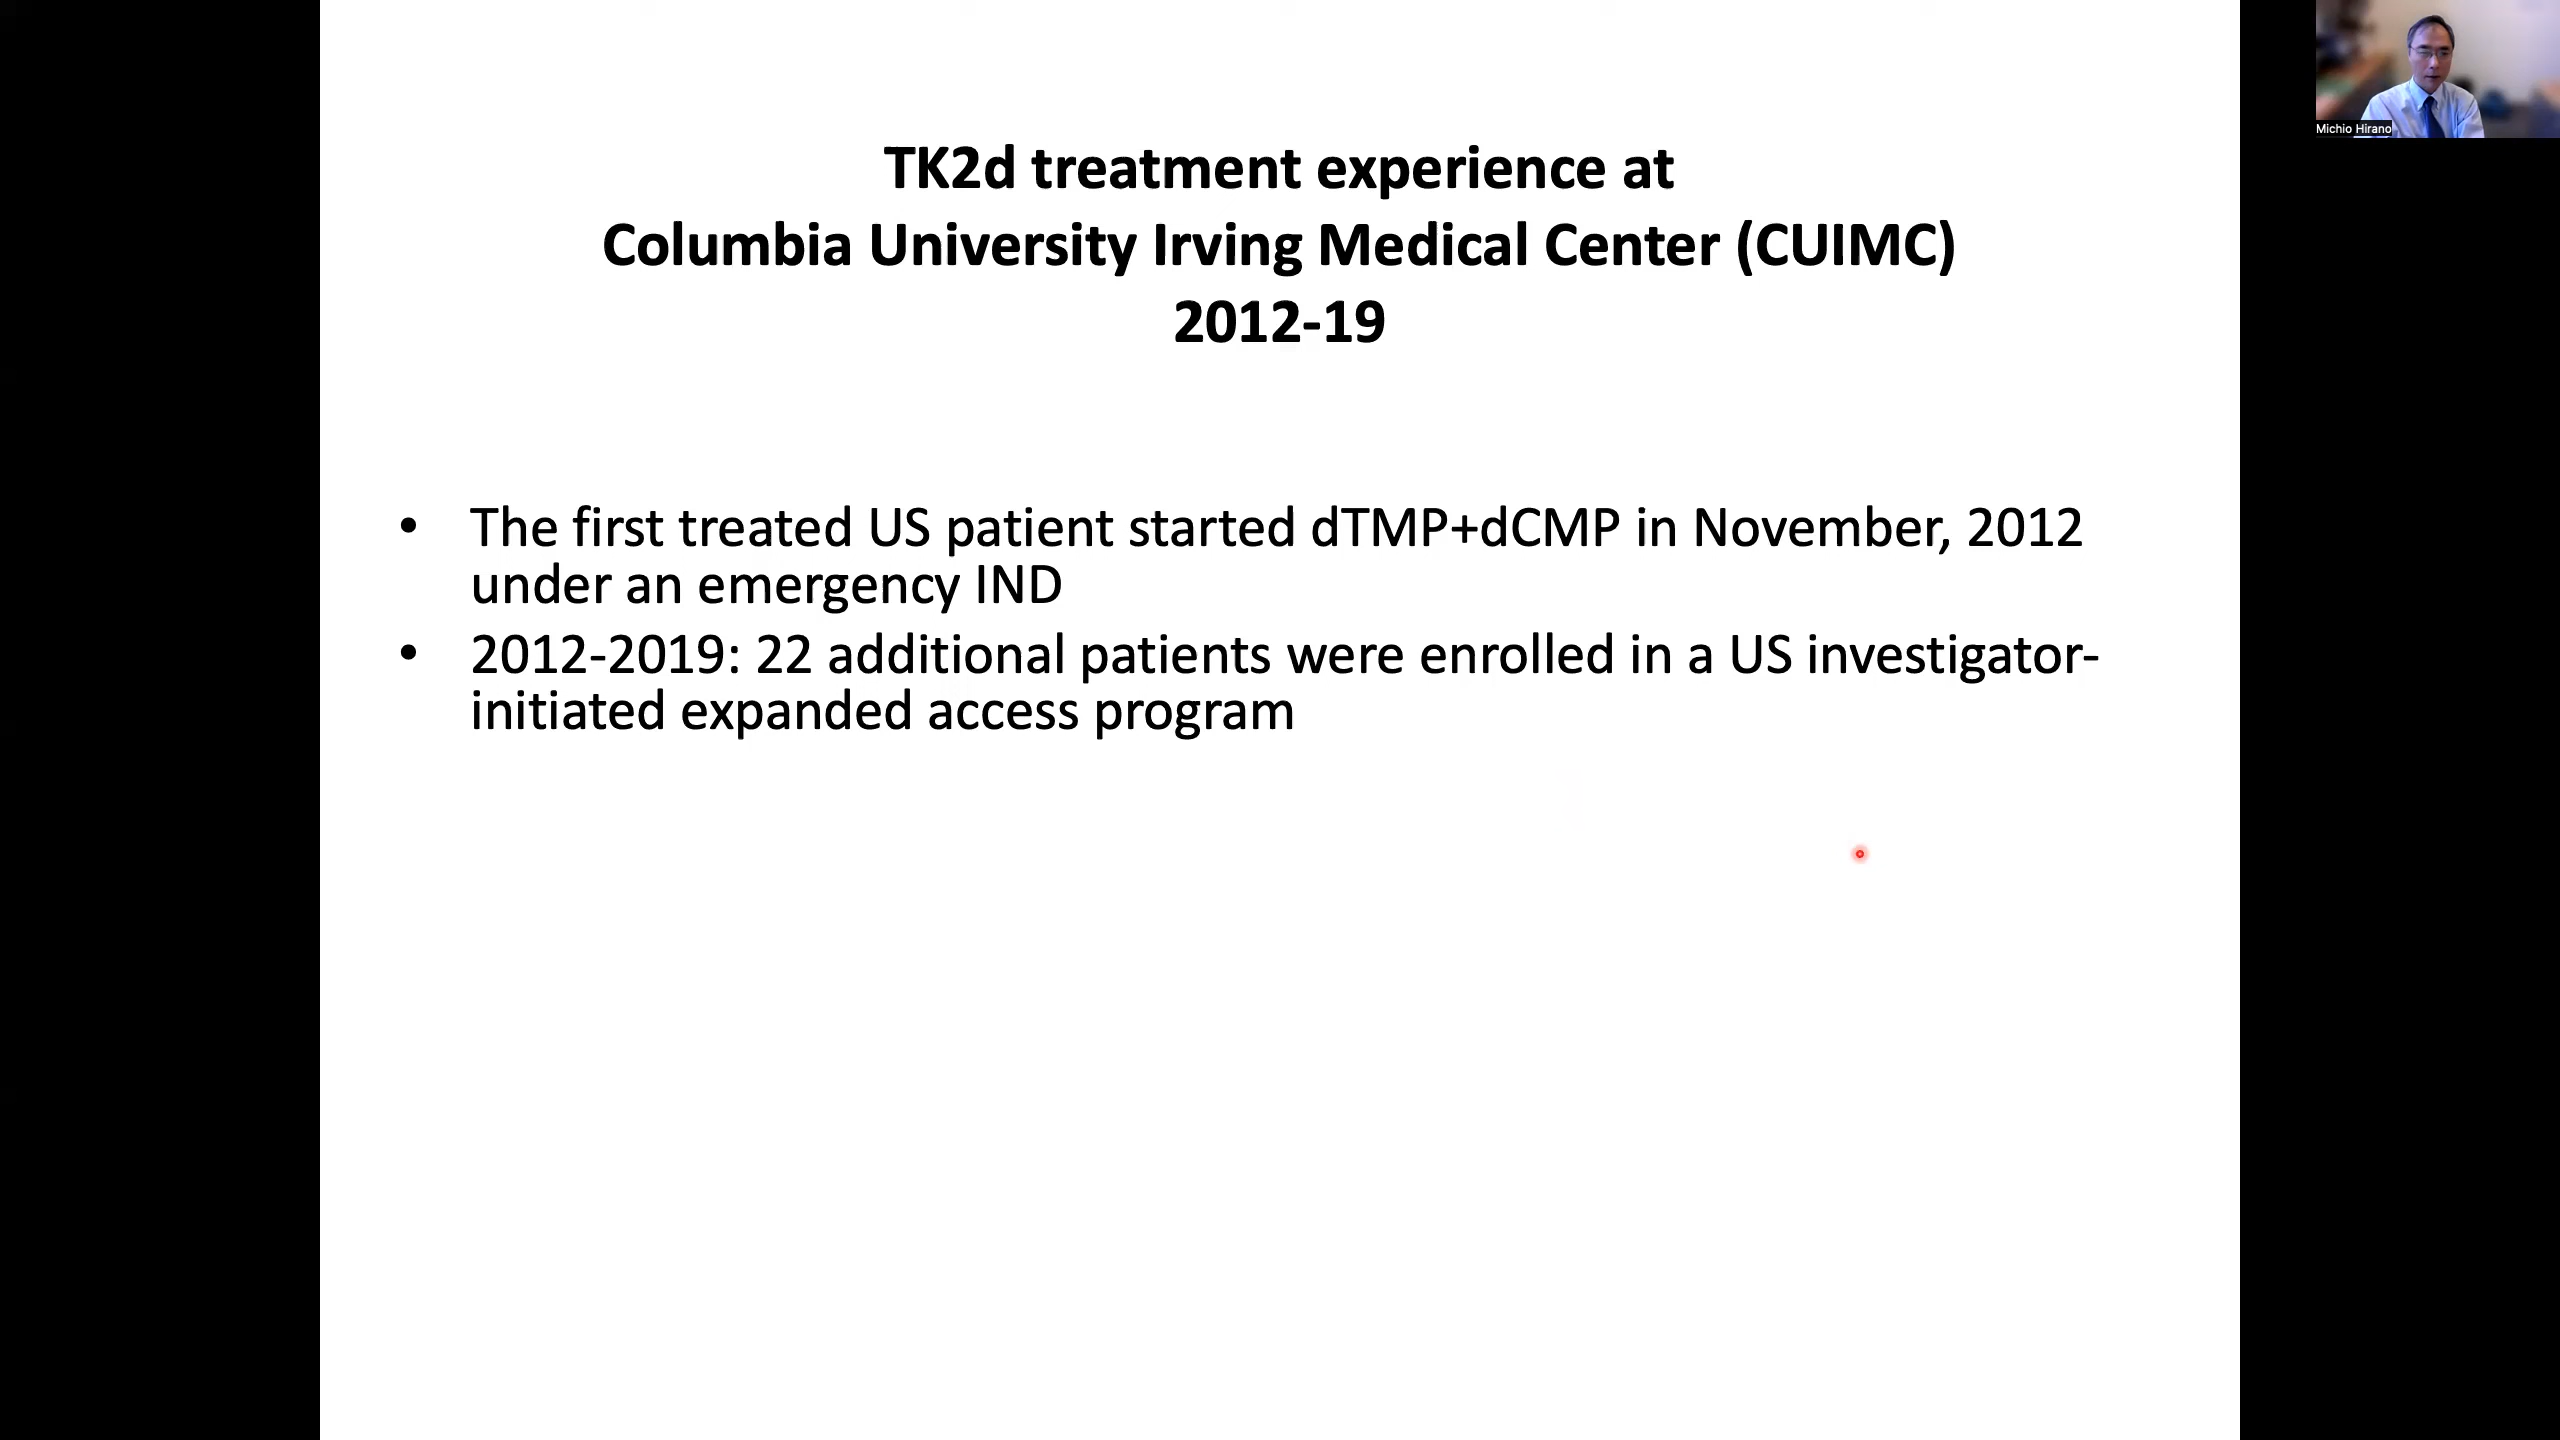 Michio Hirano
TK2d treatment experience at
Columbia University Irving Medical Center (CUIMC)
2012-19
• The first treated US patient started dTMP+dCMP in November, 2012
under an emergency IND
• 2012-2019: 22 additional patients were enrolled in a US investigator-
initiated expanded access program